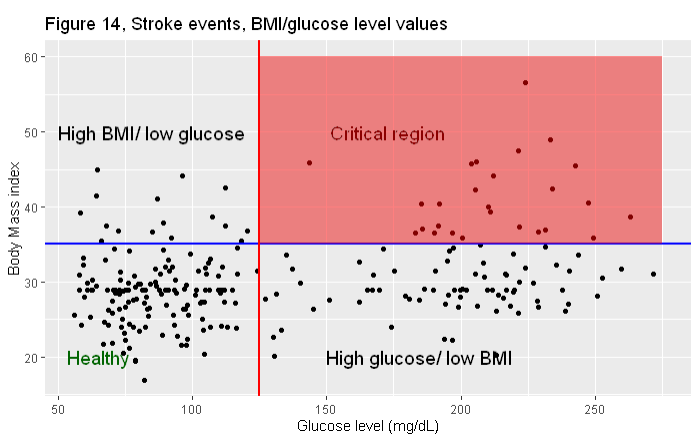 Figure 14, Stroke events, BMI/glucose level values
60
50
40
30
20
Body Mass index
High BMI/ low glucose
Critical region
Healthy
High glucose/ low BMI
50
100
150
200
250
Glucose level (mg/dL)